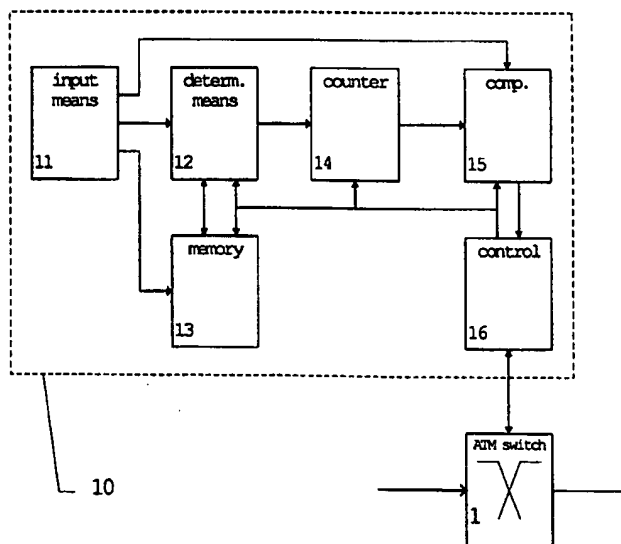 input
means
11
determ.
means
12
counter
14
comp.
15
memory
13
control
16
10
ATM switch
1